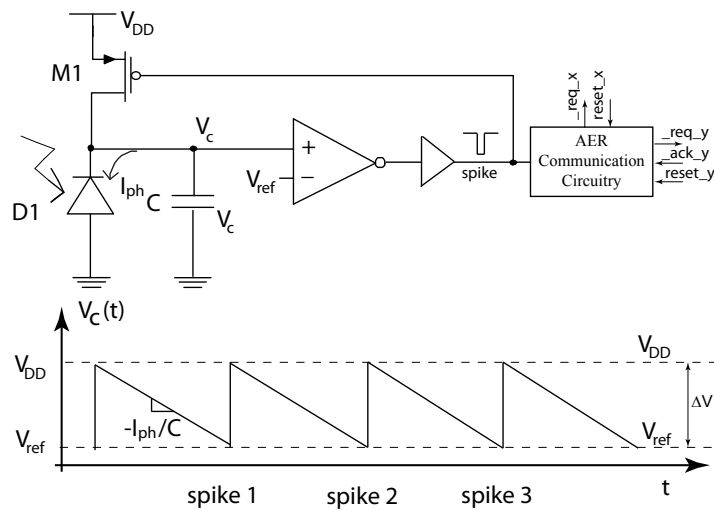 V_DD
M1
_req_x
reset_x
V_c
+
_req_y
AER
Communication
Circuitry
_ack_y
reset_y
I_ph
V_ref
−
spike
D1
C
V_c
V_C(t)
V_DD
V_DD
ΔV
-I_ph/C
V_ref
V_ref
spike 1
spike 2
spike 3
t